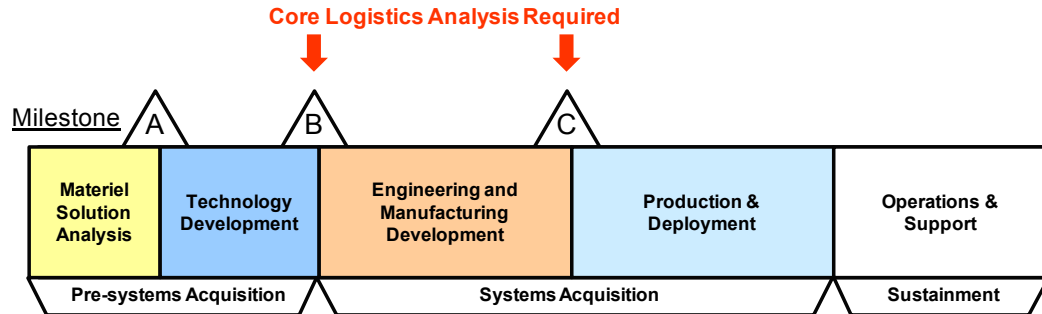 Core Logistics Analysis Required
Milestone
A
B
C
Materiel
Solution
Analysis
Technology
Development
Engineering and
Manufacturing
Development
Production &
Deployment
Operations &
Support
Pre-systems Acquisition
Systems Acquisition
Sustainment